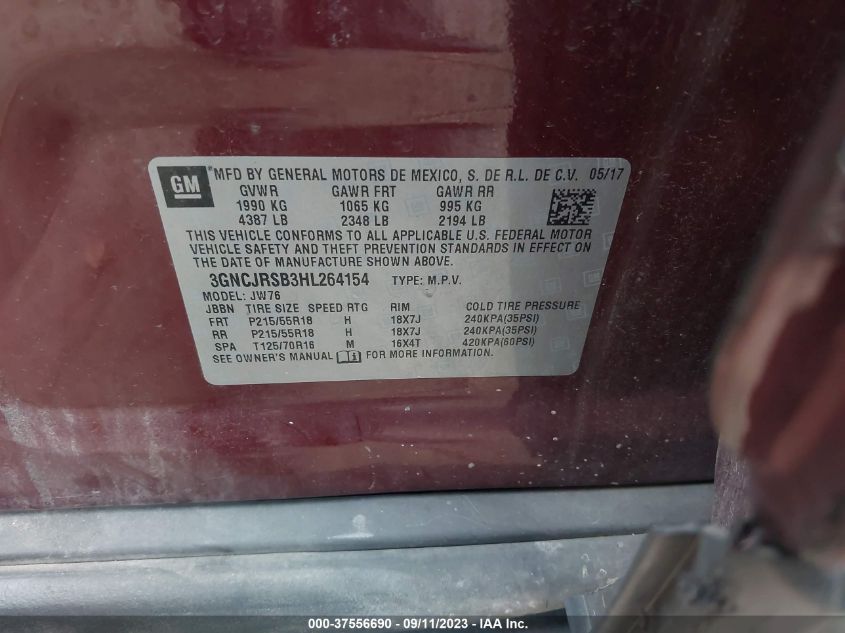 GM MFD BY GENERAL MOTORS DE MEXICO, S. DE R.L. DE C.V. 05/17
GVWR GAWR FRT GAWR RR
1990 KG 1065 KG 995 KG
4387 LB 2348 LB 2194 LB
THIS VEHICLE CONFORMS TO ALL APPLICABLE U.S. FEDERAL MOTOR
VEHICLE SAFETY AND THEFT PREVENTION STANDARDS IN EFFECT ON
THE DATE OF MANUFACTURE SHOWN ABOVE.
3GNCJRSB3HL264154 TYPE: M.P.V.
MODEL: JW76
JBBN TIRE SIZE SPEED RTG RIM COLD TIRE PRESSURE
FRT P215/55R18 H 18X7J 240KPA(35PSI)
RR P215/55R18 H 18X7J 240KPA(35PSI)
SPA T125/70R16 M 16X4T 420KPA(60PSI)
SEE OWNER'S MANUAL FOR MORE INFORMATION.
000-37556690 - 09/11/2023 - IAA Inc.